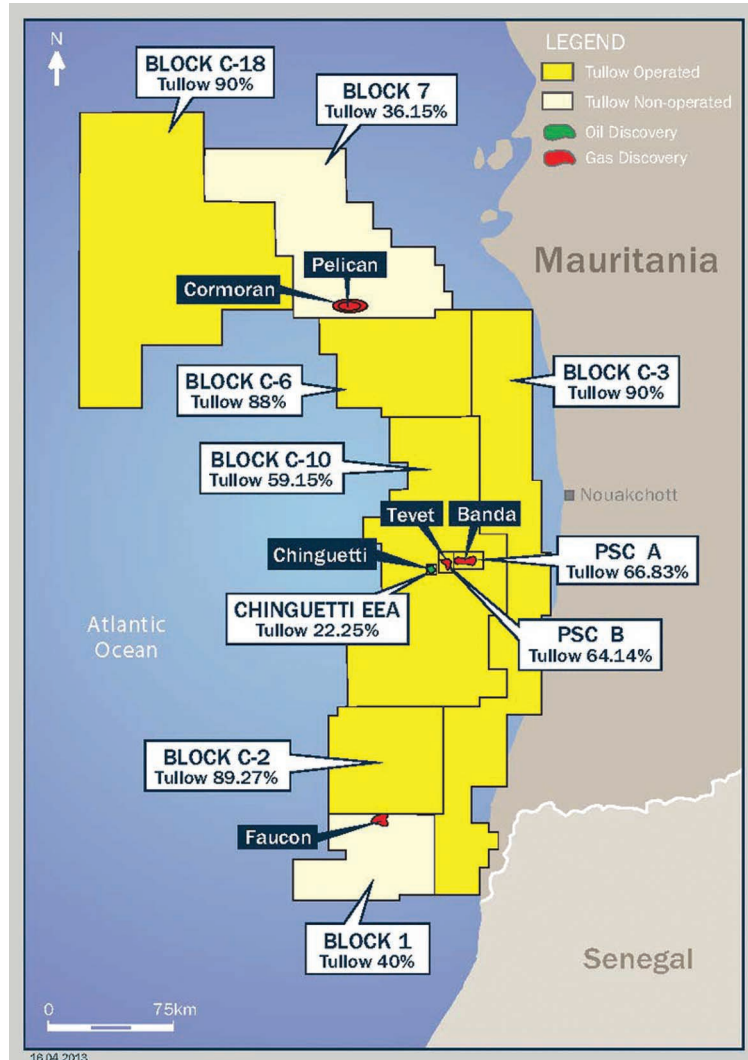 N
LEGEND
Tullow Operated
Tullow Non-operated
Oil Discovery
Gas Discovery
BLOCK C-18
Tullow 90%
BLOCK 7
Tullow 36.15%
Mauritania
Pelican
Cormoran
BLOCK C-6
Tullow 88%
BLOCK C-3
Tullow 90%
BLOCK C-10
Tullow 59.15%
Nouakchott
Tevet
Banda
Chinguetti
PSC A
Tullow 66.83%
CHINGUETTI EEA
Tullow 22.25%
PSC B
Tullow 64.14%
Atlantic
Ocean
BLOCK C-2
Tullow 89.27%
Faucon
BLOCK 1
Tullow 40%
Senegal
0 75km
16.04.2013